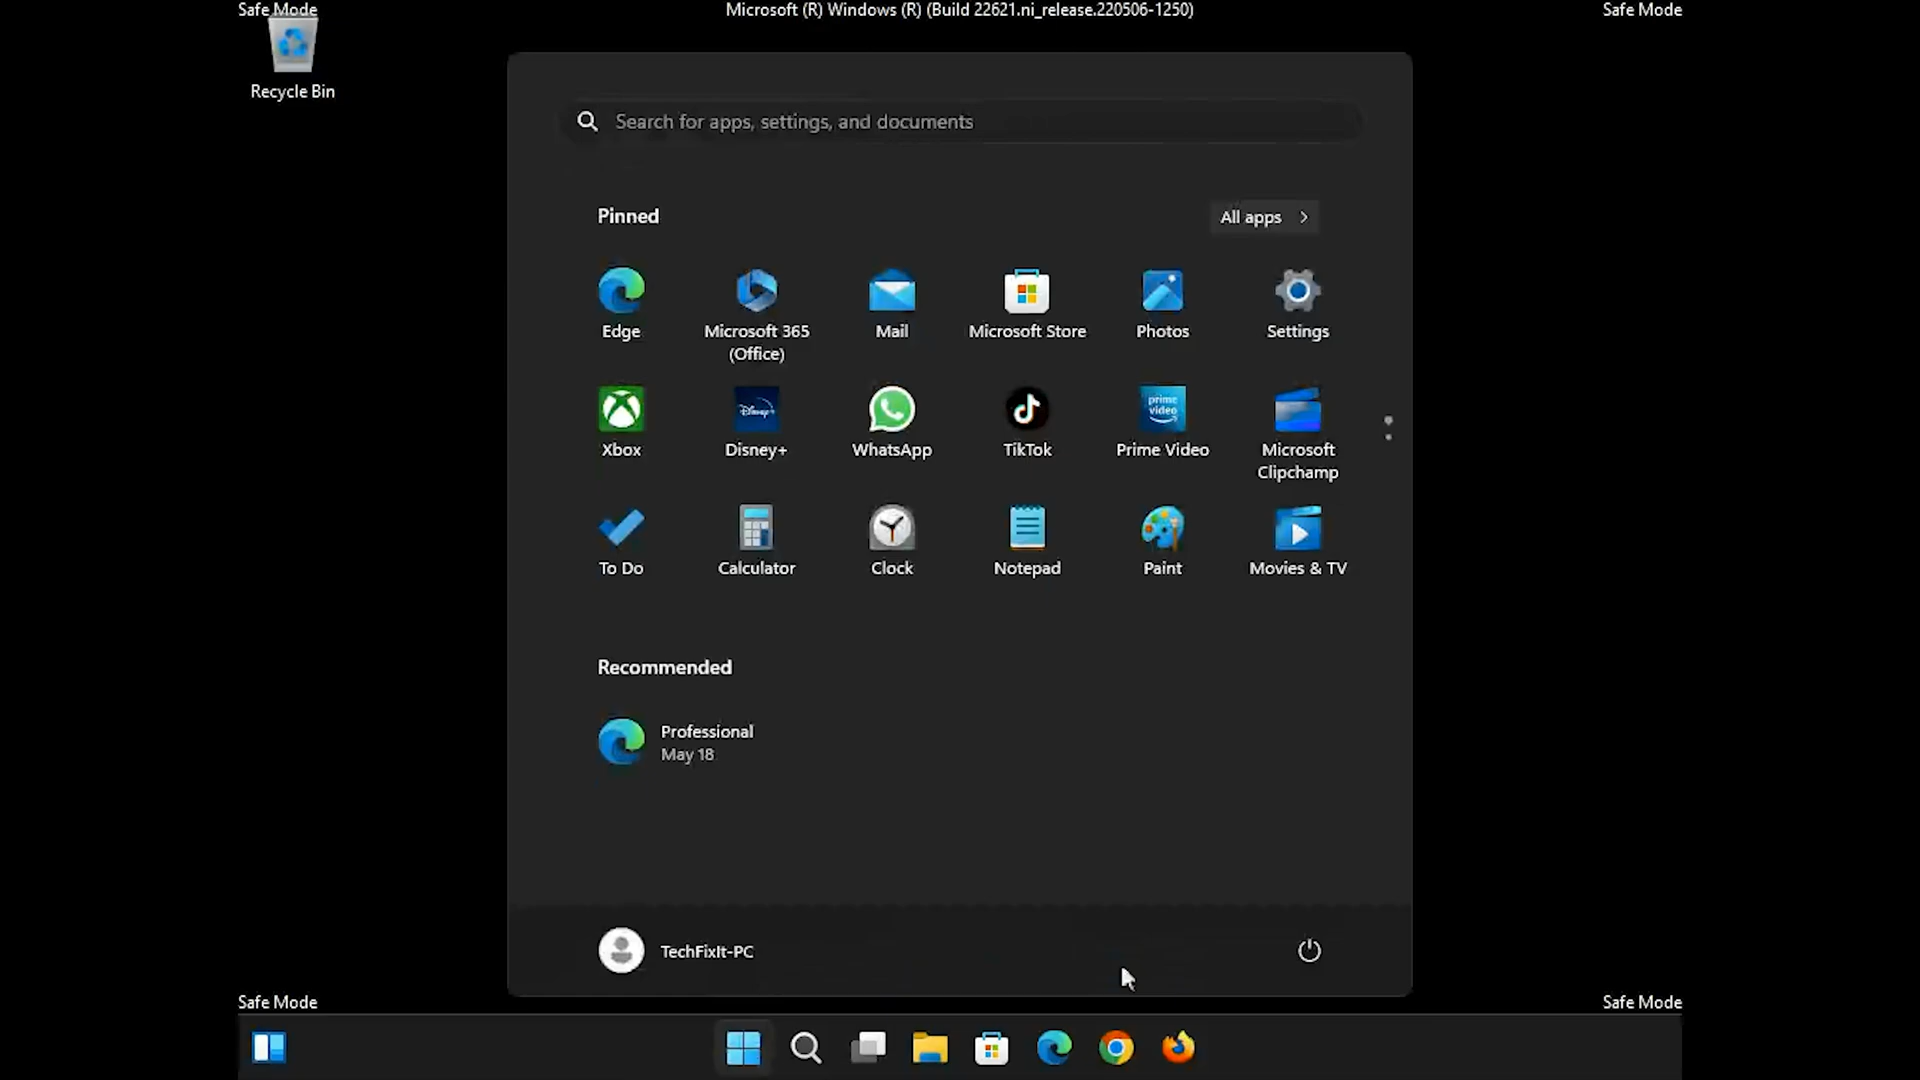 Safe Mode
Microsoft (R) Windows (R) (Build 22621.ni_release.220506-1250)
Safe Mode
Recycle Bin
Search for apps, settings, and documents
Pinned
All apps
Edge
Microsoft 365
(Office)
Mail
Microsoft Store
Photos
Settings
Xbox
Disney+
Disney+
WhatsApp
TikTok
prime
video
Prime Video
Microsoft
Clipchamp
To Do
Calculator
Clock
Notepad
Paint
Movies & TV
Recommended
Professional
May 18
TechFixIt-PC
Safe Mode
Safe Mode